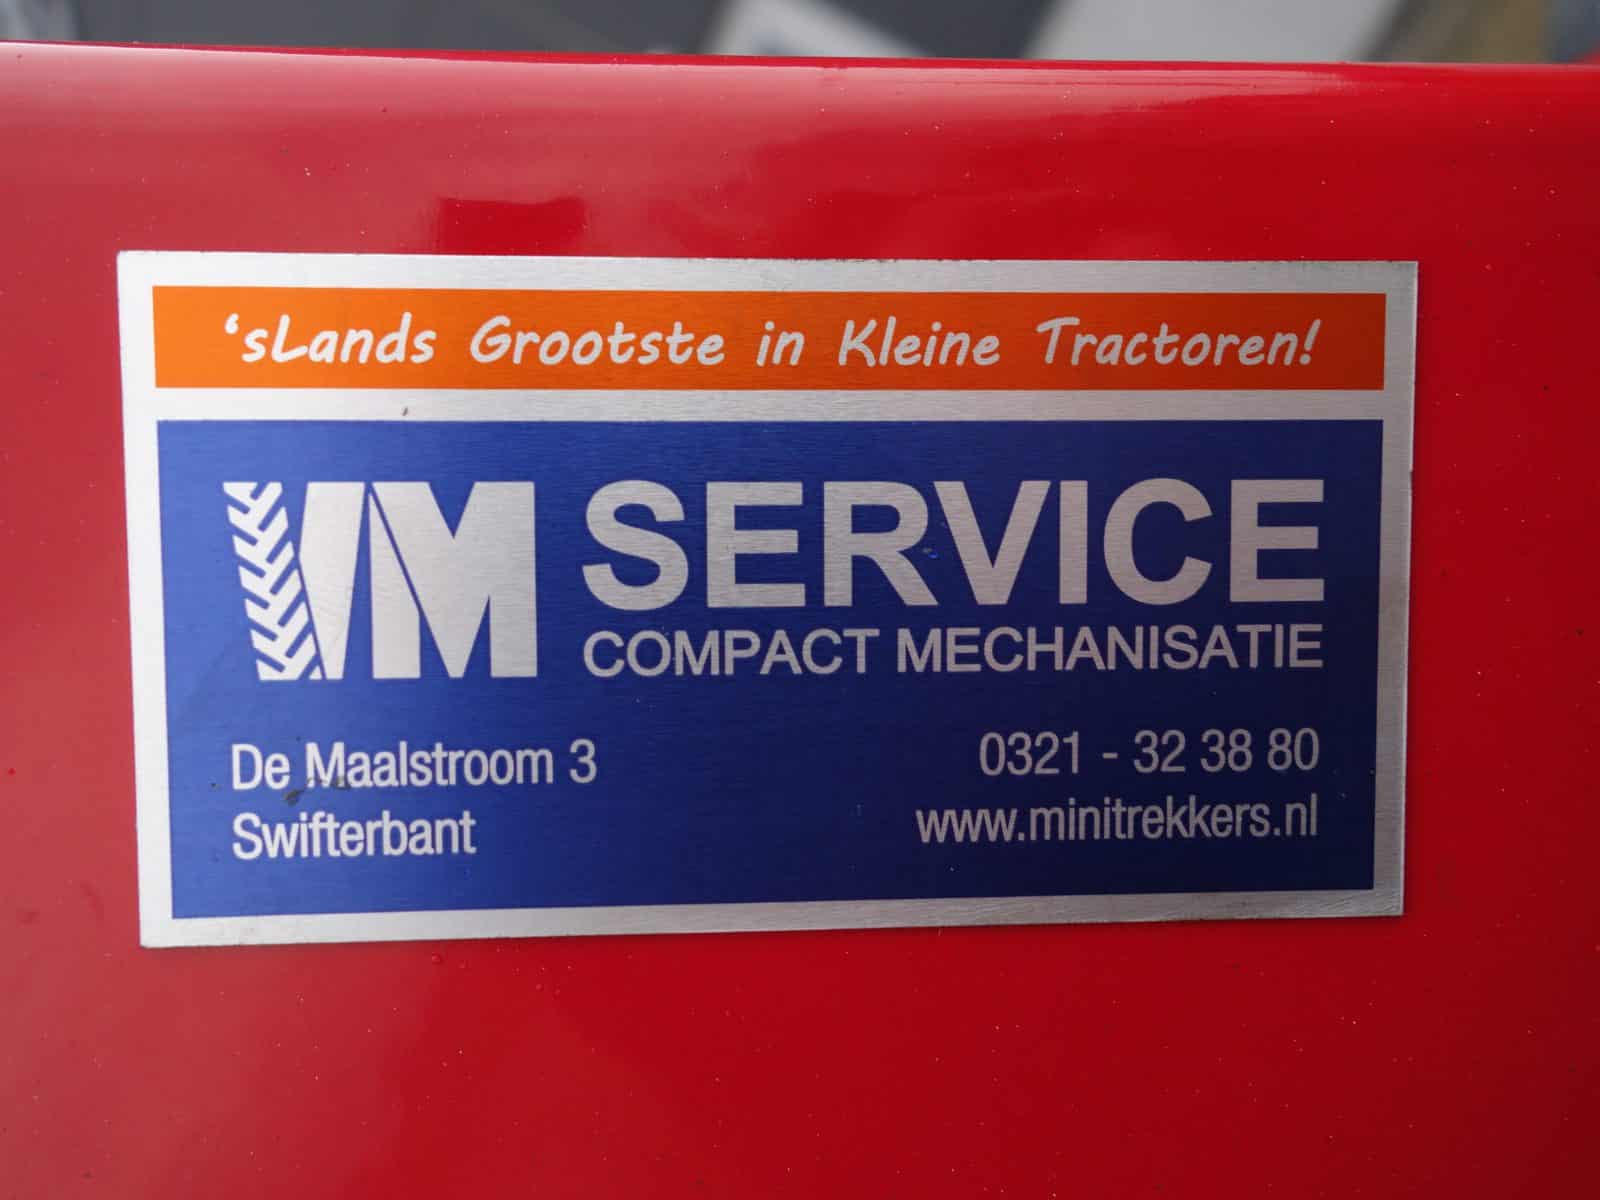 ‘sLands Grootste in Kleine Tractoren!
VM SERVICE
COMPACT MECHANISATIE
De Maalstroom 3
Swifterbant
0321 - 32 38 80
www.minitrekkers.nl